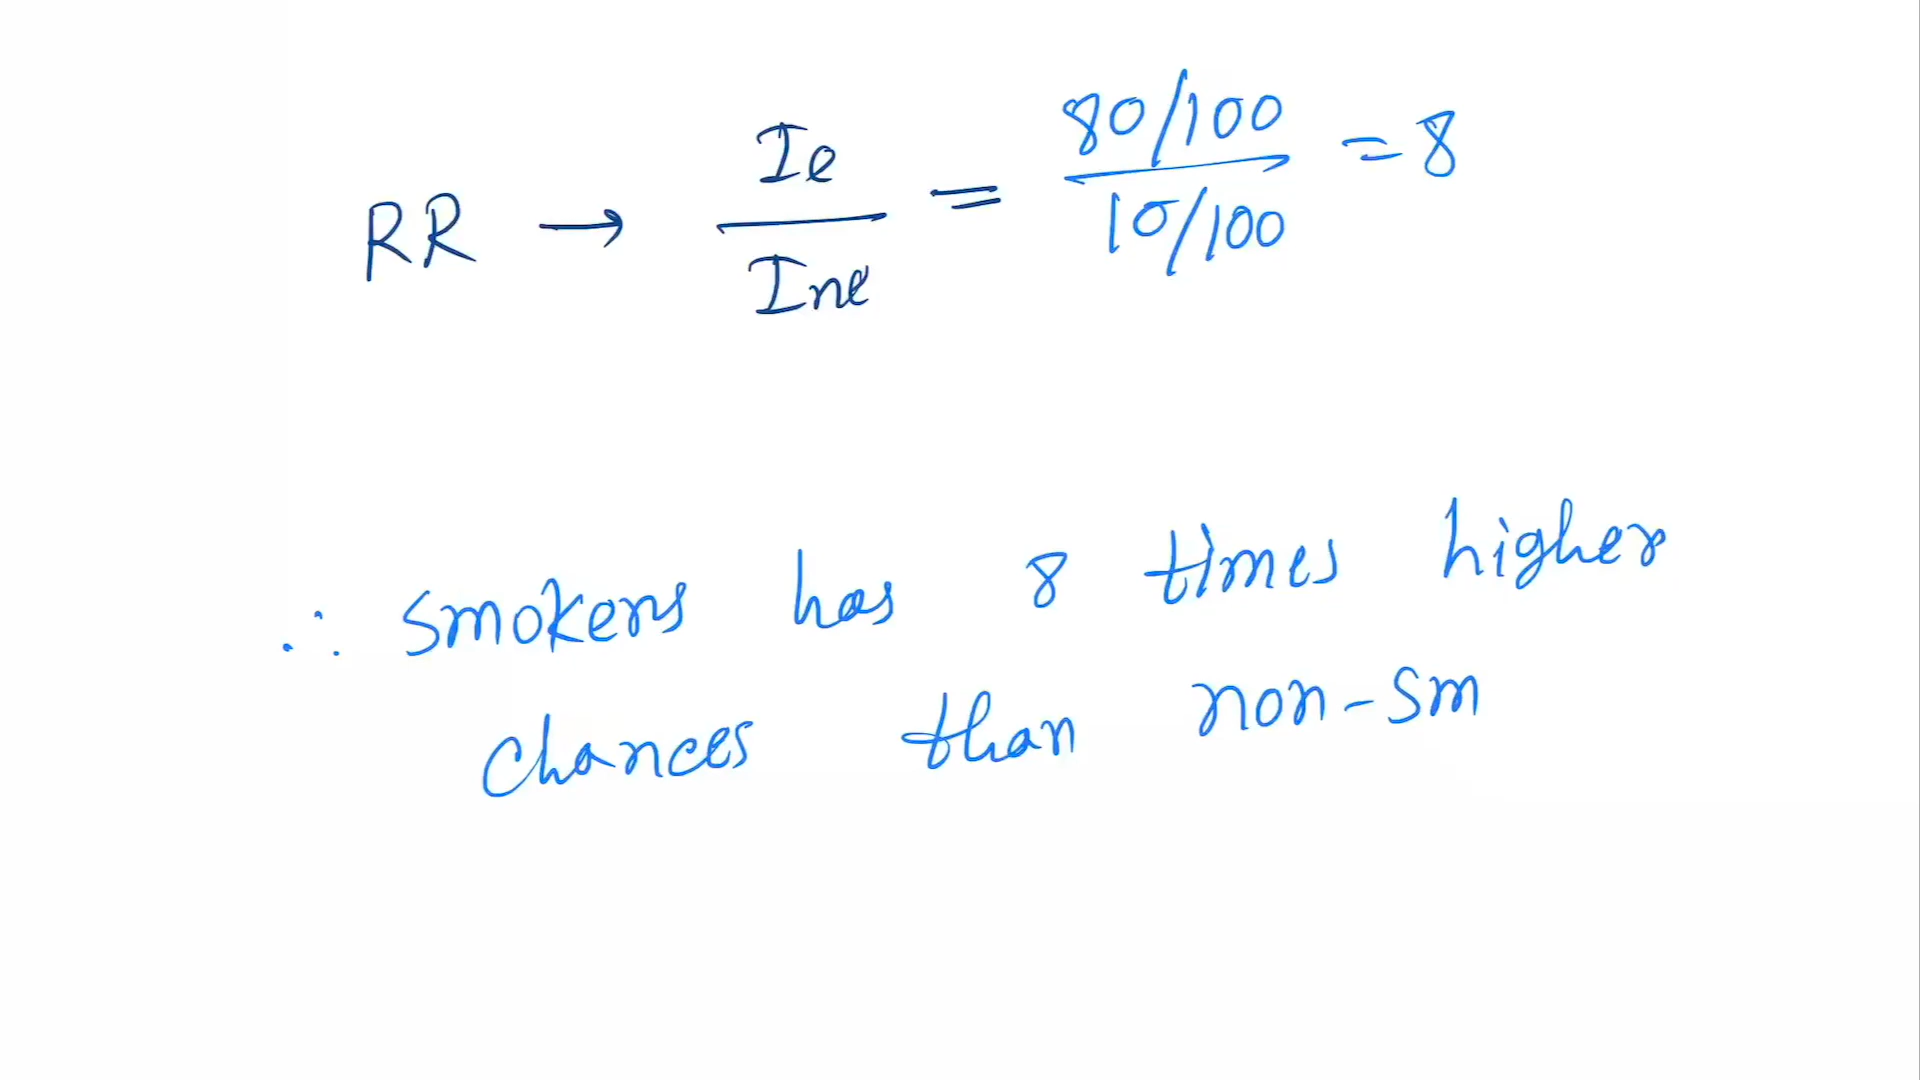 RR → Ie / Ine = 80/100 / 10/100 = 8
∴ smokers has 8 times higher
chances than non-sm